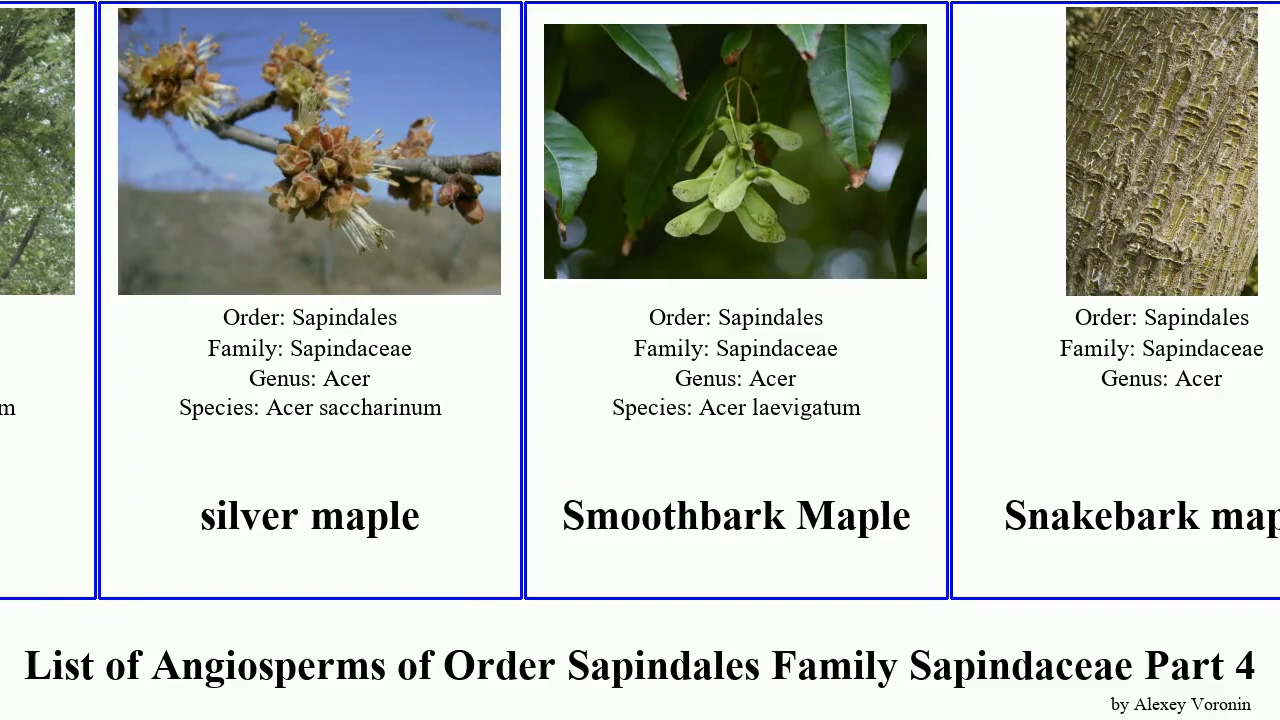 m
Order: Sapindales
Family: Sapindaceae
Genus: Acer
Species: Acer saccharinum
silver maple
Order: Sapindales
Family: Sapindaceae
Genus: Acer
Species: Acer laevigatum
Smoothbark Maple
Order: Sapindales
Family: Sapindaceae
Genus: Acer
Snakebark map
List of Angiosperms of Order Sapindales Family Sapindaceae Part 4
by Alexey Voronin